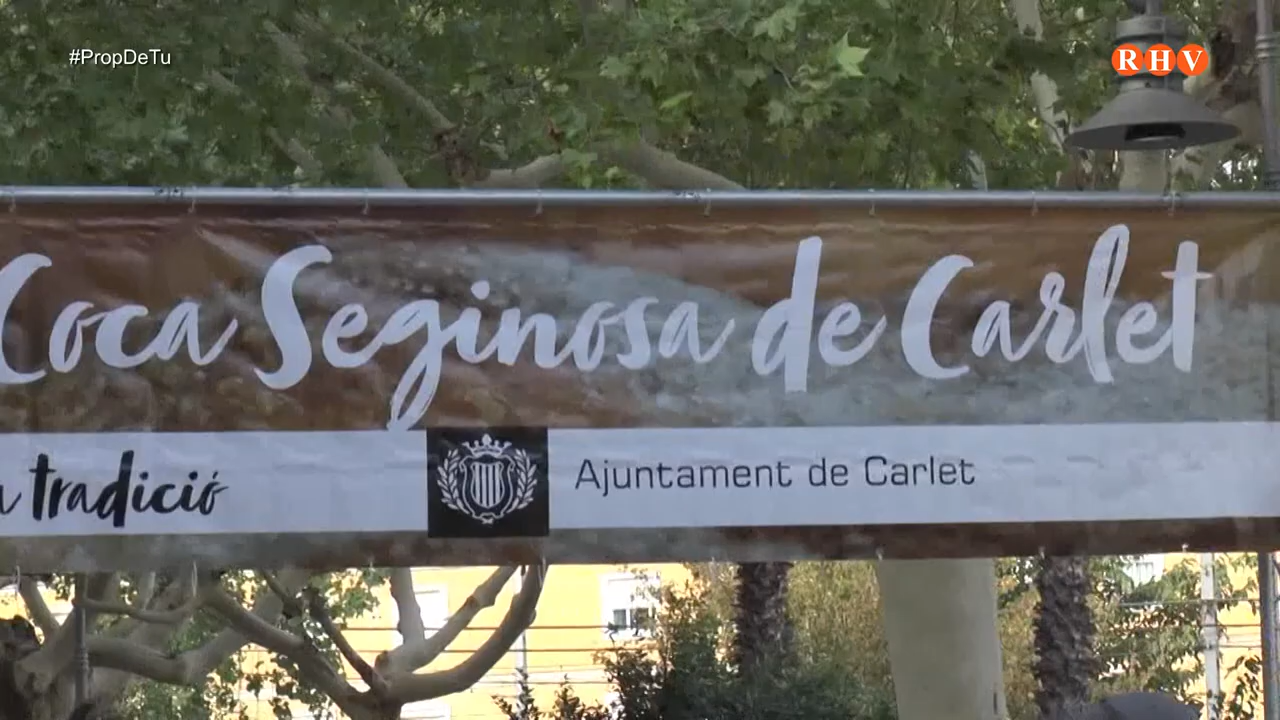 #PropDeTu
RHV
Coca Seginosa de Carlet
tradició
Ajuntament de Carlet